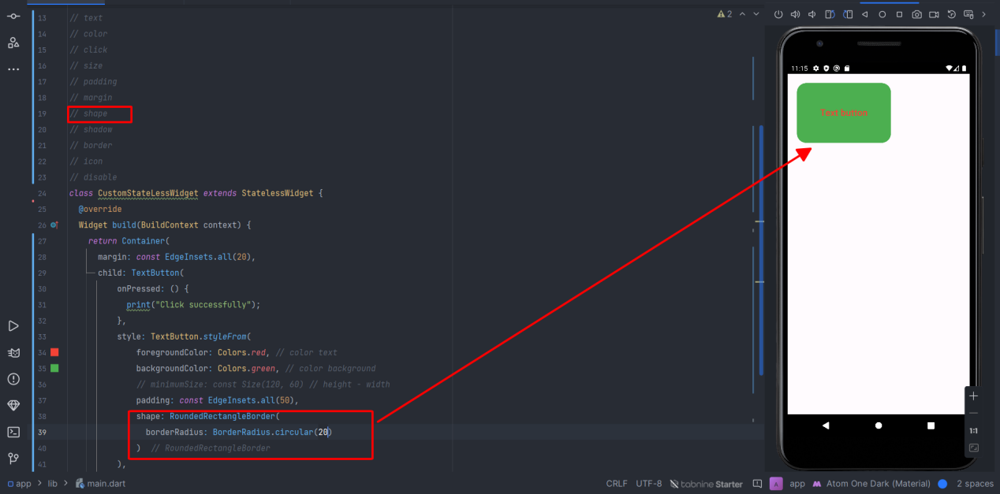 13 // text
14 // color
15 // click
16 // size
17 // padding
18 // margin
19 // shape
20 // shadow
21 // border
22 // icon
23 // disable
24 class CustomStateLessWidget extends StatelessWidget {
25 @override
26 Widget build(BuildContext context) {
27 return Container(
28 margin: const EdgeInsets.all(20),
29 child: TextButton(
30 onPressed: () {
31 print("Click successfully");
32 },
33 style: TextButton.styleFrom(
34 foregroundColor: Colors.red, // color text
35 backgroundColor: Colors.green, // color background
36 // minimumSize: const Size(120, 60) // height - width
37 padding: const EdgeInsets.all(50),
38 shape: RoundedRectangleBorder(
39 borderRadius: BorderRadius.circular(20)
40 ) // RoundedRectangleBorder
41 ),
2
11:15
Text button
1:1
app > lib > main.dart
CRLF UTF-8 tabnine Starter A app Atom One Dark (Material) 2 spaces